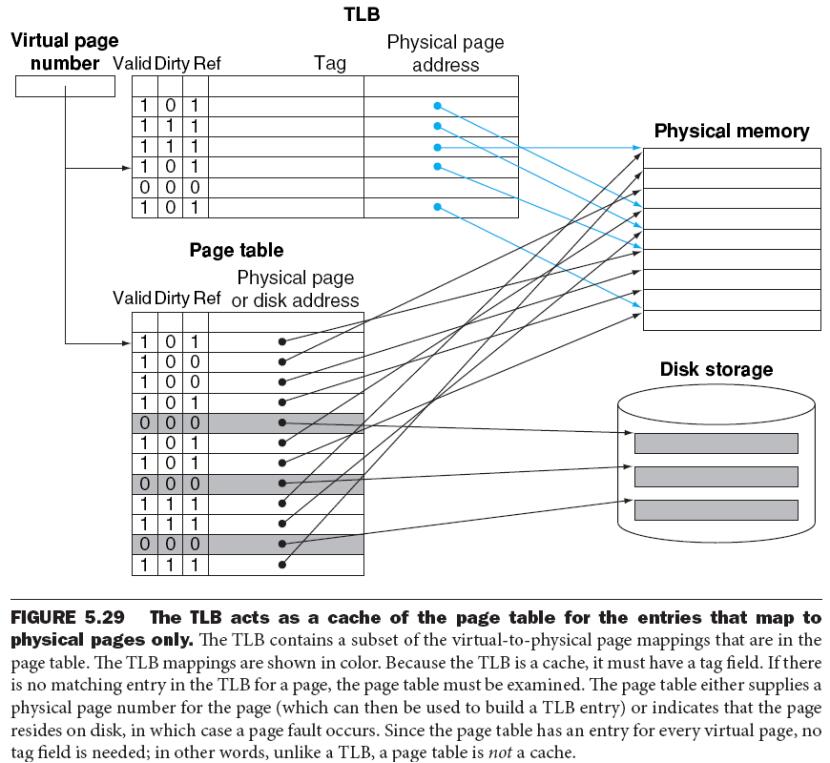 TLB
Virtual page
number
Valid Dirty Ref
Tag
Physical page
address
1 0 1
1 1 1
1 1 1
1 0 1
0 0 0
1 0 1
Physical memory
Page table
Physical page
or disk address
Valid Dirty Ref
1 0 1
1 0 0
1 0 0
1 0 1
0 0 0
1 0 1
1 0 1
0 0 0
1 1 1
1 1 1
0 0 0
1 1 1
Disk storage
FIGURE 5.29 The TLB acts as a cache of the page table for the entries that map to
physical pages only. The TLB contains a subset of the virtual-to-physical page mappings that are in the
page table. The TLB mappings are shown in color. Because the TLB is a cache, it must have a tag field. If there
is no matching entry in the TLB for a page, the page table must be examined. The page table either supplies a
physical page number for the page (which can then be used to build a TLB entry) or indicates that the page
resides on disk, in which case a page fault occurs. Since the page table has an entry for every virtual page, no
tag field is needed; in other words, unlike a TLB, a page table is not a cache.